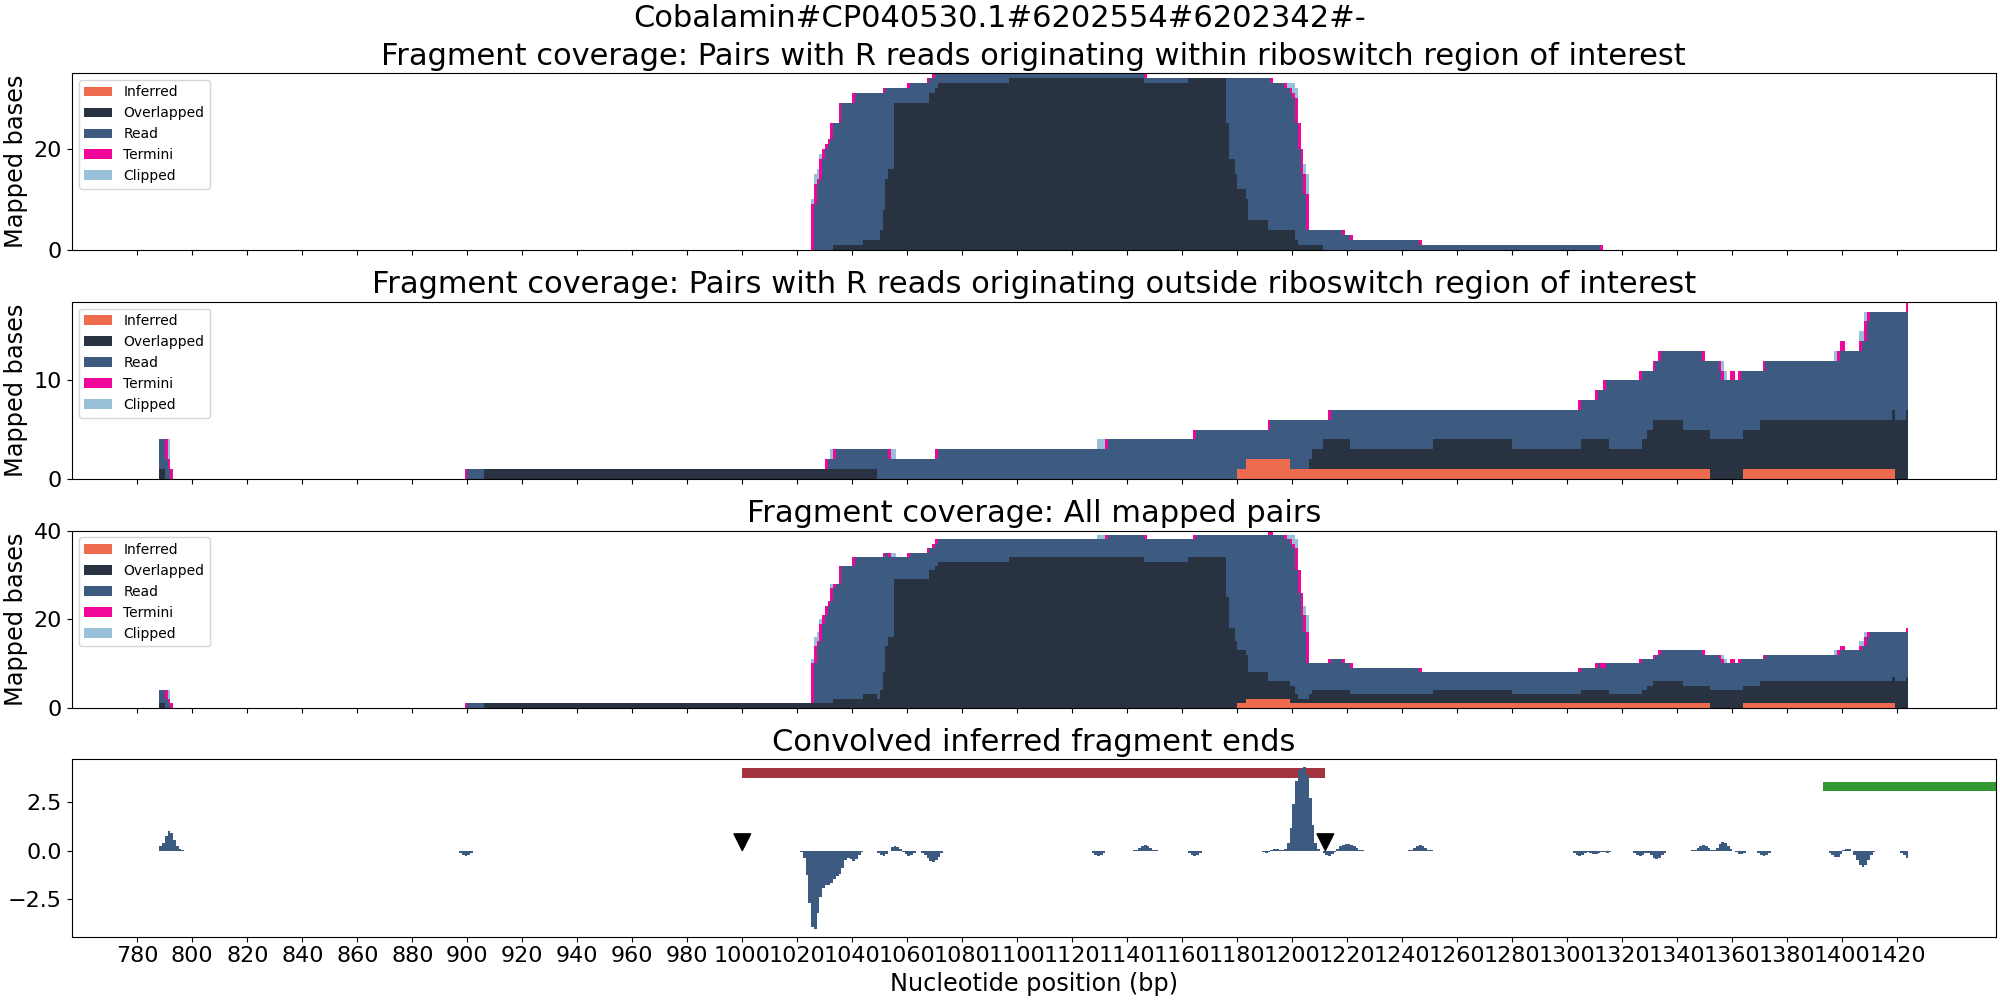 Cobalamin#CP040530.1#6202554#6202342#-
Fragment coverage: Pairs with R reads originating within riboswitch region of interest
Mapped bases
20
0
Inferred
Overlapped
Read
Termini
Clipped
Fragment coverage: Pairs with R reads originating outside riboswitch region of interest
Mapped bases
10
0
Inferred
Overlapped
Read
Termini
Clipped
Fragment coverage: All mapped pairs
Mapped bases
40
20
0
Inferred
Overlapped
Read
Termini
Clipped
Convolved inferred fragment ends
2.5
0.0
−2.5
780 800 820 840 860 880 900 920 940 960 980 1000 1020 1040 1060 1080 1100 1120 1140 1160 1180 1200 1220 1240 1260 1280 1300 1320 1340 1360 1380 1400 1420
Nucleotide position (bp)